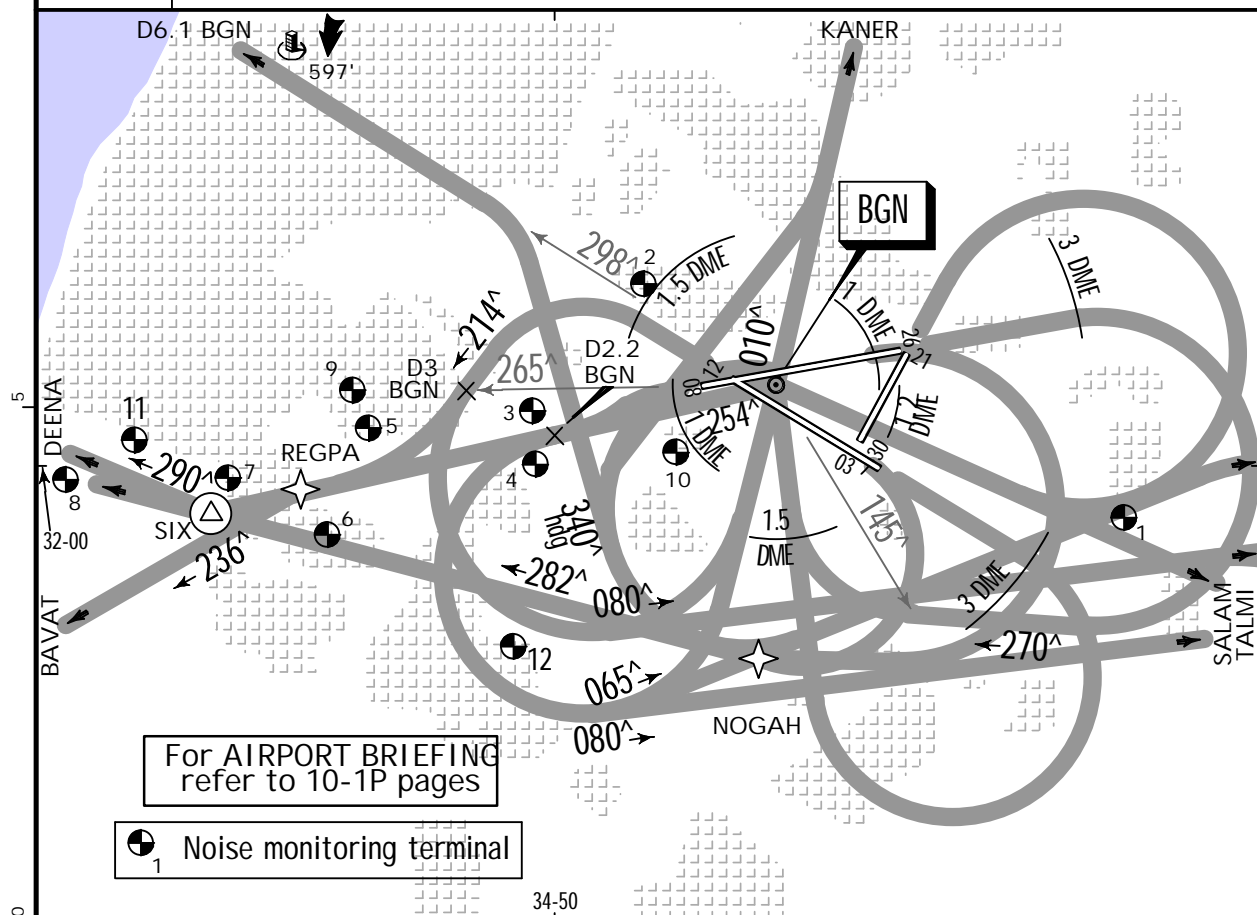 D6.1 BGN
597'
KANER
BGN
298^
2
1.5 DME
3 DME
1 DME
010^
214^
D2.2
BGN
26
21
12
08
D3
BGN
265^
9
3
1.2
DME
DEENA
5
11
5
REGPA
254^
1 DME
4
10
30
03
290^
7
8
SIX
32-00
6
340^
hdg
1.5
DME
145^
1
236^
282^
080^
3 DME
BAVAT
12
270^
SALAM
TALMI
065^
NOGAH
080^
For AIRPORT BRIEFING
refer to 10-1P pages
1
Noise monitoring terminal
34-50